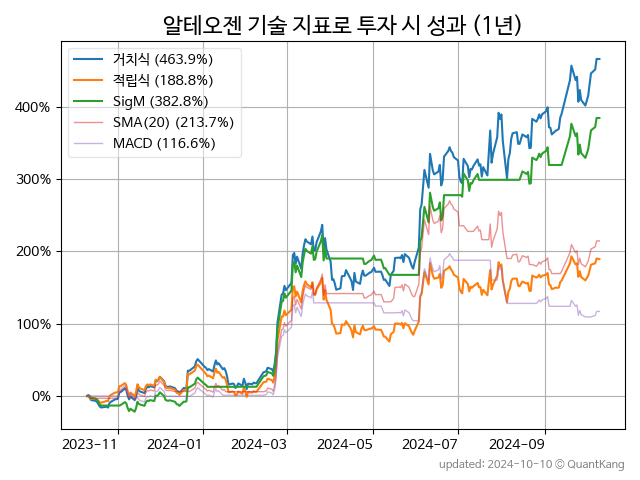 알테오젠 기술 지표로 투자 시 성과 (1년)
거치식 (463.9%)
적립식 (188.8%)
SigM (382.8%)
SMA(20) (213.7%)
MACD (116.6%)
400%
300%
200%
100%
0%
2023-11 2024-01 2024-03 2024-05 2024-07 2024-09
updated: 2024-10-10 © QuantKang